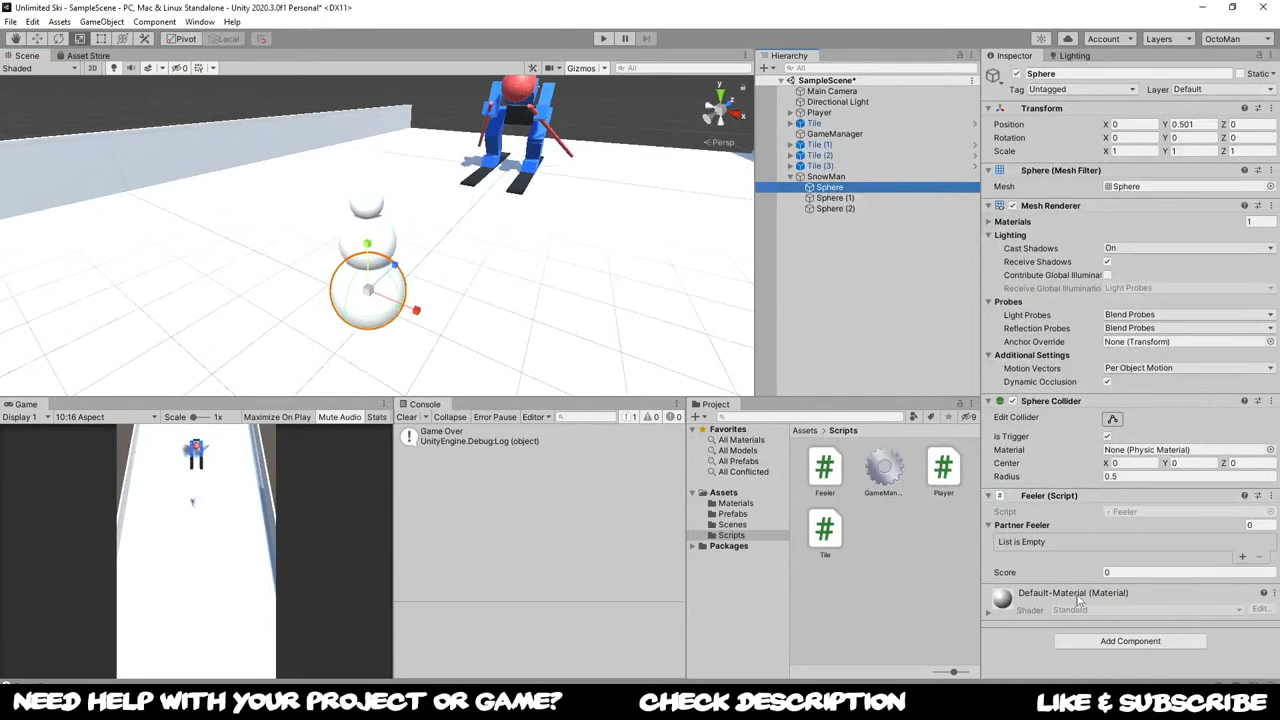 Unlimited Ski - SampleScene - PC, Mac & Linux Standalone - Unity 2020.3.0f1 Personal* <DX11>
File Edit Assets GameObject Component Window Help
Pivot Local Account Layers OctoMan
Scene Asset Store
Shaded 2D 0 Gizmos All
y
x
z
Persp
Hierarchy
All
SampleScene*
Main Camera
Directional Light
Player
Tile
GameManager
Tile (1)
Tile (2)
Tile (3)
SnowMan
Sphere
Sphere (1)
Sphere (2)
Inspector Lighting
Sphere Static
Tag Untagged Layer Default
Transform
Position X 0 Y 0.501 Z 0
Rotation X 0 Y 0 Z 0
Scale X 1 Y 1 Z 1
Sphere (Mesh Filter)
Mesh Sphere
Mesh Renderer
Materials 1
Lighting
Cast Shadows On
Receive Shadows
Contribute Global Illuminat
Receive Global Illumination Light Probes
Probes
Light Probes Blend Probes
Reflection Probes Blend Probes
Anchor Override None (Transform)
Additional Settings
Motion Vectors Per Object Motion
Dynamic Occlusion
Sphere Collider
Edit Collider
Is Trigger
Material None (Physic Material)
Center X 0 Y 0 Z 0
Radius 0.5
Feeler (Script)
Script Feeler
Partner Feeler 0
List is Empty
Score 0
Default-Material (Material)
Shader Standard Edit...
Add Component
Game
Display 1 10:16 Aspect Scale 1x Maximize On Play Mute Audio Stats
Console
Clear Collapse Error Pause Editor 1 0 0
Game Over
UnityEngine.Debug:Log (object)
Project
9
Favorites
All Materials
All Models
All Prefabs
All Conflicted
Assets
Materials
Prefabs
Scenes
Scripts
Packages
Assets Scripts
Feeler GameMan... Player
Tile
NEED HELP WITH YOUR PROJECT OR GAME? CHECK DESCRIPTION LIKE & SUBSCRIBE